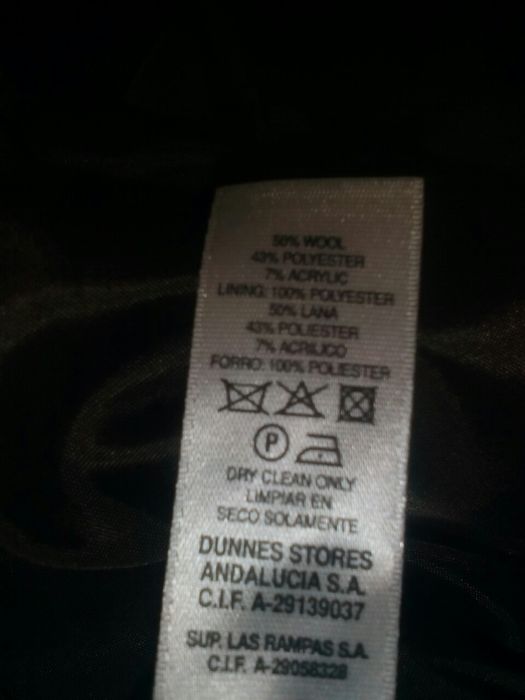 50% WOOL
43% POLYESTER
7% ACRYLIC
LINING: 100% POLYESTER
50% LANA
43% POLIESTER
7% ACRILICO
FORRO: 100% POLIESTER
P
DRY CLEAN ONLY
LIMPIAR EN
SECO SOLAMENTE
DUNNES STORES
ANDALUCIA S.A.
C.I.F. A-29139037
SUP. LAS RAMPAS S.A.
C.I.F. A-29058328